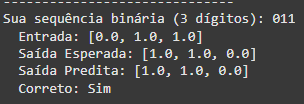 ------------------------------
Sua sequência binária (3 dígitos): 011
Entrada: [0.0, 1.0, 1.0]
Saída Esperada: [1.0, 1.0, 0.0]
Saída Predita: [1.0, 1.0, 0.0]
Correto: Sim